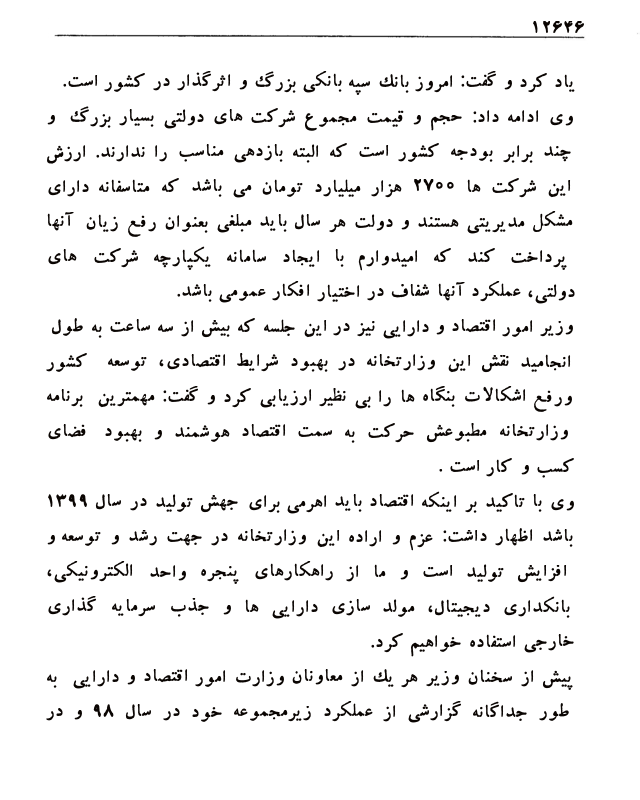 ۱۲۶۴۶
یاد کرد و گفت: امروز بانك سپه بانکی بزرگ و اثرگذار در کشور است.
وی ادامه داد: حجم و قیمت مجموع شرکت های دولتی بسیار بزرگ و
چند برابر بودجه کشور است که البته بازدهی مناسب را ندارند. ارزش
این شرکت ها ۲۷۰۰ هزار میلیارد تومان می باشد که متاسفانه دارای
مشکل مدیریتی هستند و دولت هر سال باید مبلغی بعنوان رفع زیان آنها
پرداخت کند که امیدوارم با ایجاد سامانه یکپارچه شرکت های
دولتی، عملکرد آنها شفاف در اختیار افکار عمومی باشد.
وزیر امور اقتصاد و دارایی نیز در این جلسه که بیش از سه ساعت به طول
انجامید نقش این وزارتخانه در بهبود شرایط اقتصادی، توسعه کشور
ورفع اشکالات بنگاه ها را بی نظیر ارزیابی کرد و گفت: مهمترین برنامه
وزارتخانه مطبوعش حرکت به سمت اقتصاد هوشمند و بهبود فضای
کسب و کار است .
وی با تاکید بر اینکه اقتصاد باید اهرمی برای جهش تولید در سال ۱۳۹۹
باشد اظهار داشت: عزم و اراده این وزارتخانه در جهت رشد و توسعه و
افزایش تولید است و ما از راهکارهای پنجره واحد الکترونیکی،
بانکداری دیجیتال، مولد سازی دارایی ها و جذب سرمایه گذاری
خارجی استفاده خواهیم کرد.
پیش از سخنان وزیر هر یك از معاونان وزارت امور اقتصاد و دارایی به
طور جداگانه گزارشی از عملکرد زیرمجموعه خود در سال ۹۸ و در